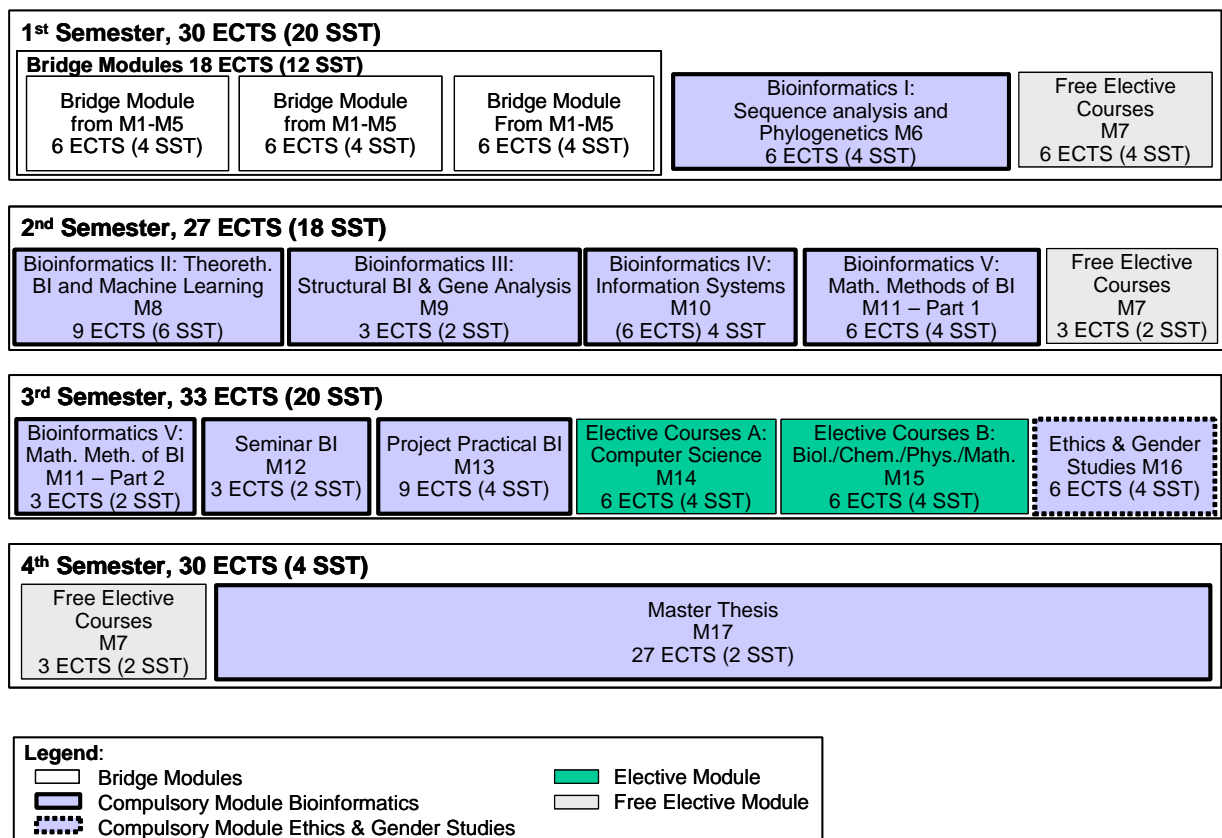 1st Semester, 30 ECTS (20 SST)
Bridge Modules 18 ECTS (12 SST)
Bridge Module
from M1-M5
6 ECTS (4 SST)
Bridge Module
from M1-M5
6 ECTS (4 SST)
Bridge Module
From M1-M5
6 ECTS (4 SST)
Bioinformatics I:
Sequence analysis and
Phylogenetics M6
6 ECTS (4 SST)
Free Elective
Courses
M7
6 ECTS (4 SST)
2nd Semester, 27 ECTS (18 SST)
Bioinformatics II: Theoreth.
BI and Machine Learning
M8
9 ECTS (6 SST)
Bioinformatics III:
Structural BI & Gene Analysis
M9
3 ECTS (2 SST)
Bioinformatics IV:
Information Systems
M10
(6 ECTS) 4 SST
Bioinformatics V:
Math. Methods of BI
M11 – Part 1
6 ECTS (4 SST)
Free Elective
Courses
M7
3 ECTS (2 SST)
3rd Semester, 33 ECTS (20 SST)
Bioinformatics V:
Math. Meth. of BI
M11 – Part 2
3 ECTS (2 SST)
Seminar BI
M12
3 ECTS (2 SST)
Project Practical BI
M13
9 ECTS (4 SST)
Elective Courses A:
Computer Science
M14
6 ECTS (4 SST)
Elective Courses B:
Biol./Chem./Phys./Math.
M15
6 ECTS (4 SST)
Ethics & Gender
Studies M16
6 ECTS (4 SST)
4th Semester, 30 ECTS (4 SST)
Free Elective
Courses
M7
3 ECTS (2 SST)
Master Thesis
M17
27 ECTS (2 SST)
Legend:
Bridge Modules
Compulsory Module Bioinformatics
Compulsory Module Ethics & Gender Studies
Elective Module
Free Elective Module